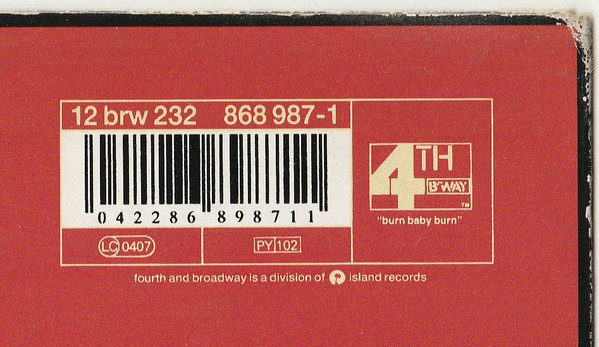 12 brw 232 868 987-1
042286 898711
LC 0407
PY 102
4TH
B'WAY
TM
"burn baby burn"
fourth and broadway is a division of island records